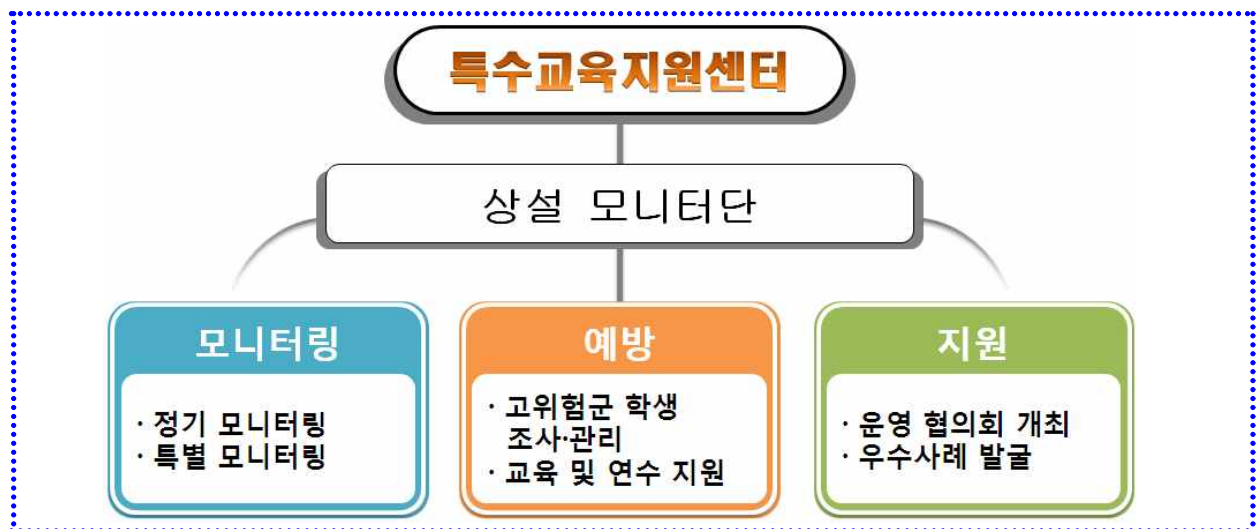 특수교육지원센터
상설 모니터단
모니터링
· 정기 모니터링
· 특별 모니터링
예방
· 고위험군 학생
조사·관리
· 교육 및 연수 지원
지원
· 운영 협의회 개최
· 우수사례 발굴